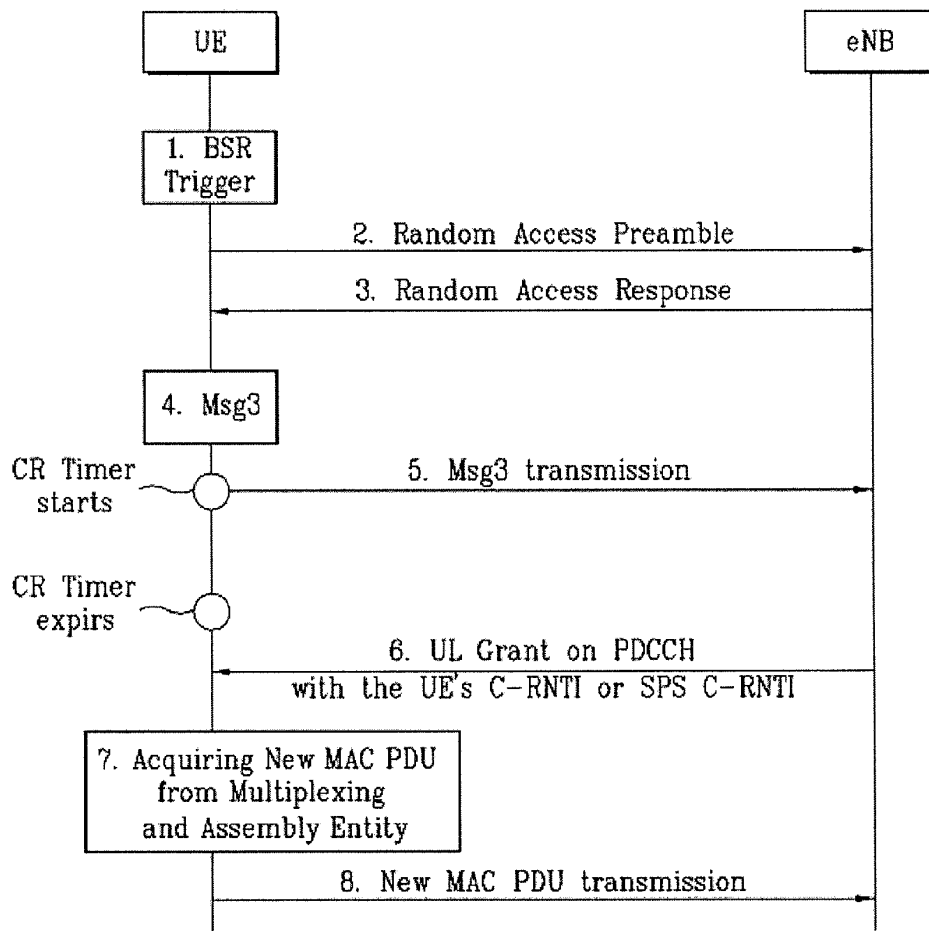 UE
eNB
1. BSR
Trigger
2. Random Access Preamble
3. Random Access Response
4. Msg3
CR Timer
starts
5. Msg3 transmission
CR Timer
expirs
6. UL Grant on PDCCH
with the UE's C-RNTI or SPS C-RNTI
7. Acquiring New MAC PDU
from Multiplexing
and Assembly Entity
8. New MAC PDU transmission